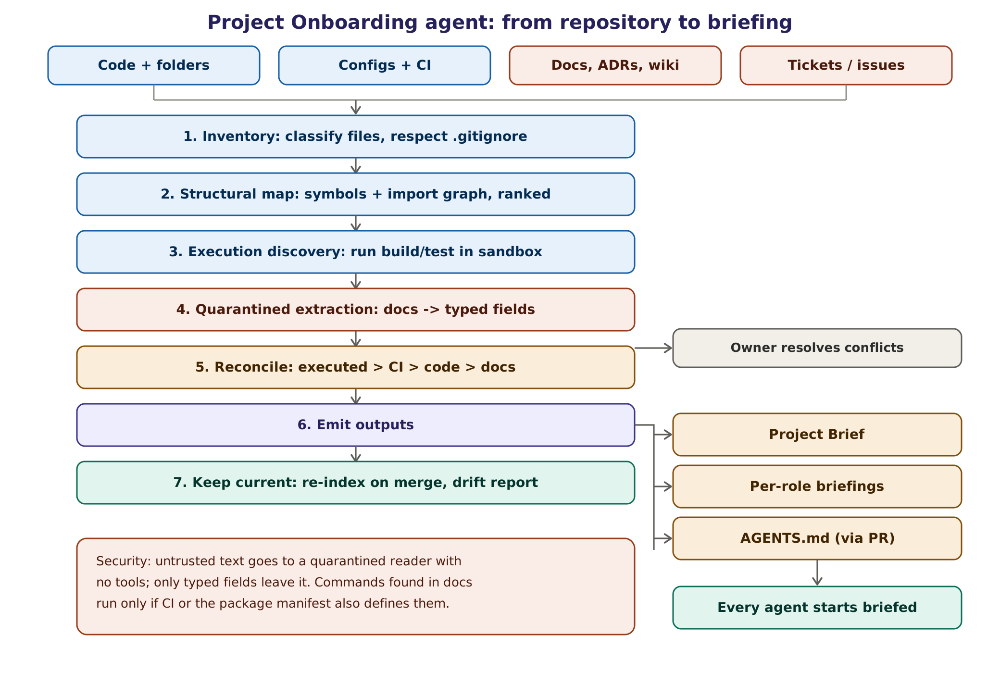 Project Onboarding agent: from repository to briefing
Code + folders
Configs + CI
Docs, ADRs, wiki
Tickets / issues
1. Inventory: classify files, respect .gitignore
2. Structural map: symbols + import graph, ranked
3. Execution discovery: run build/test in sandbox
4. Quarantined extraction: docs -> typed fields
Owner resolves conflicts
5. Reconcile: executed > CI > code > docs
6. Emit outputs
Project Brief
7. Keep current: re-index on merge, drift report
Per-role briefings
AGENTS.md (via PR)
Security: untrusted text goes to a quarantined reader with
no tools; only typed fields leave it. Commands found in docs
run only if CI or the package manifest also defines them.
Every agent starts briefed